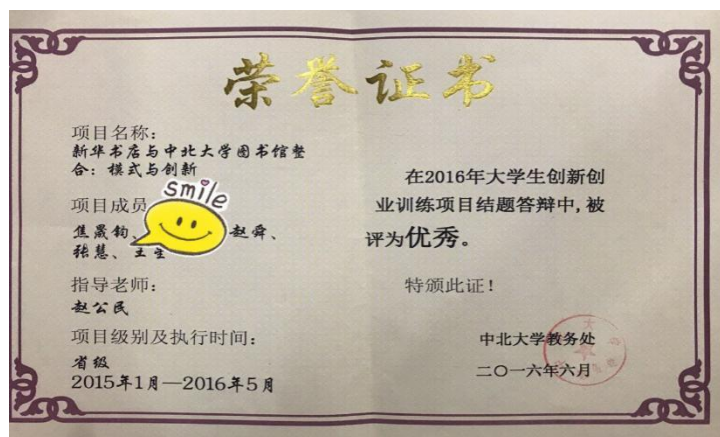 荣誉证书
项目名称:
新华书店与中北大学图书馆整
合:模式与创新
smile
项目成员
焦晟钧、 赵舜、
张慧、王生
指导老师:
赵公民
项目级别及执行时间:
省级
2015年1月—2016年5月
在2016年大学生创新创
业训练项目结题答辩中,被
评为优秀。
特颁此证!
中北大学教务处
二〇一六年六月